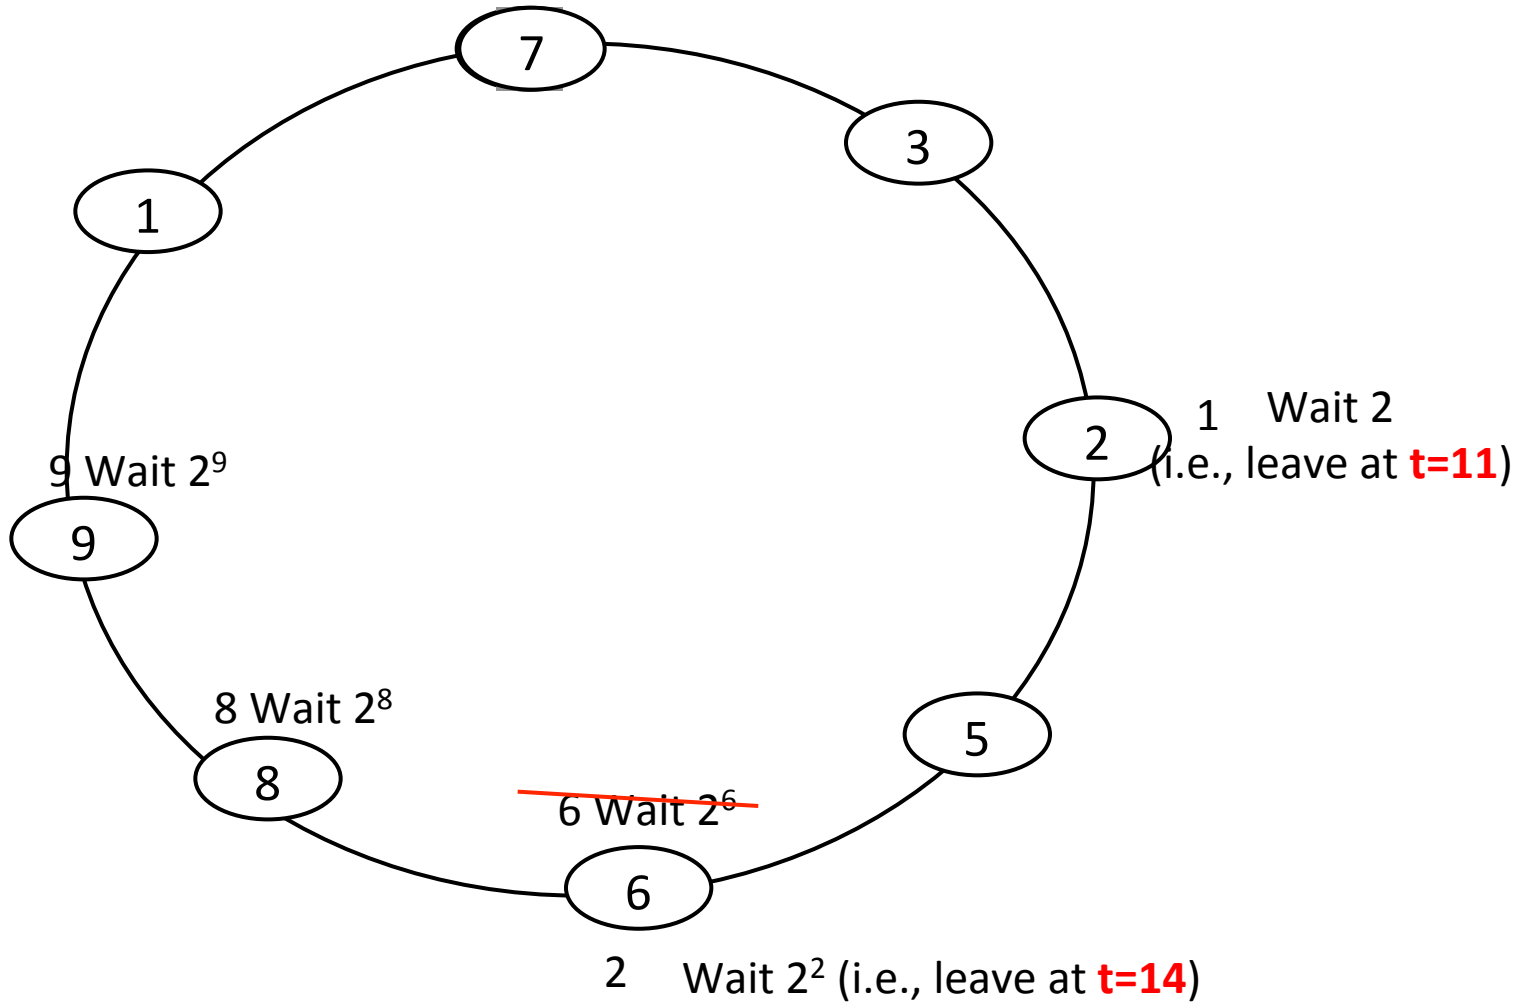 7
3
1
1 Wait 2
2
(i.e., leave at t=11)
9 Wait 2⁹
9
8 Wait 2⁸
5
8
6 Wait 2⁶
6
2 Wait 2² (i.e., leave at t=14)